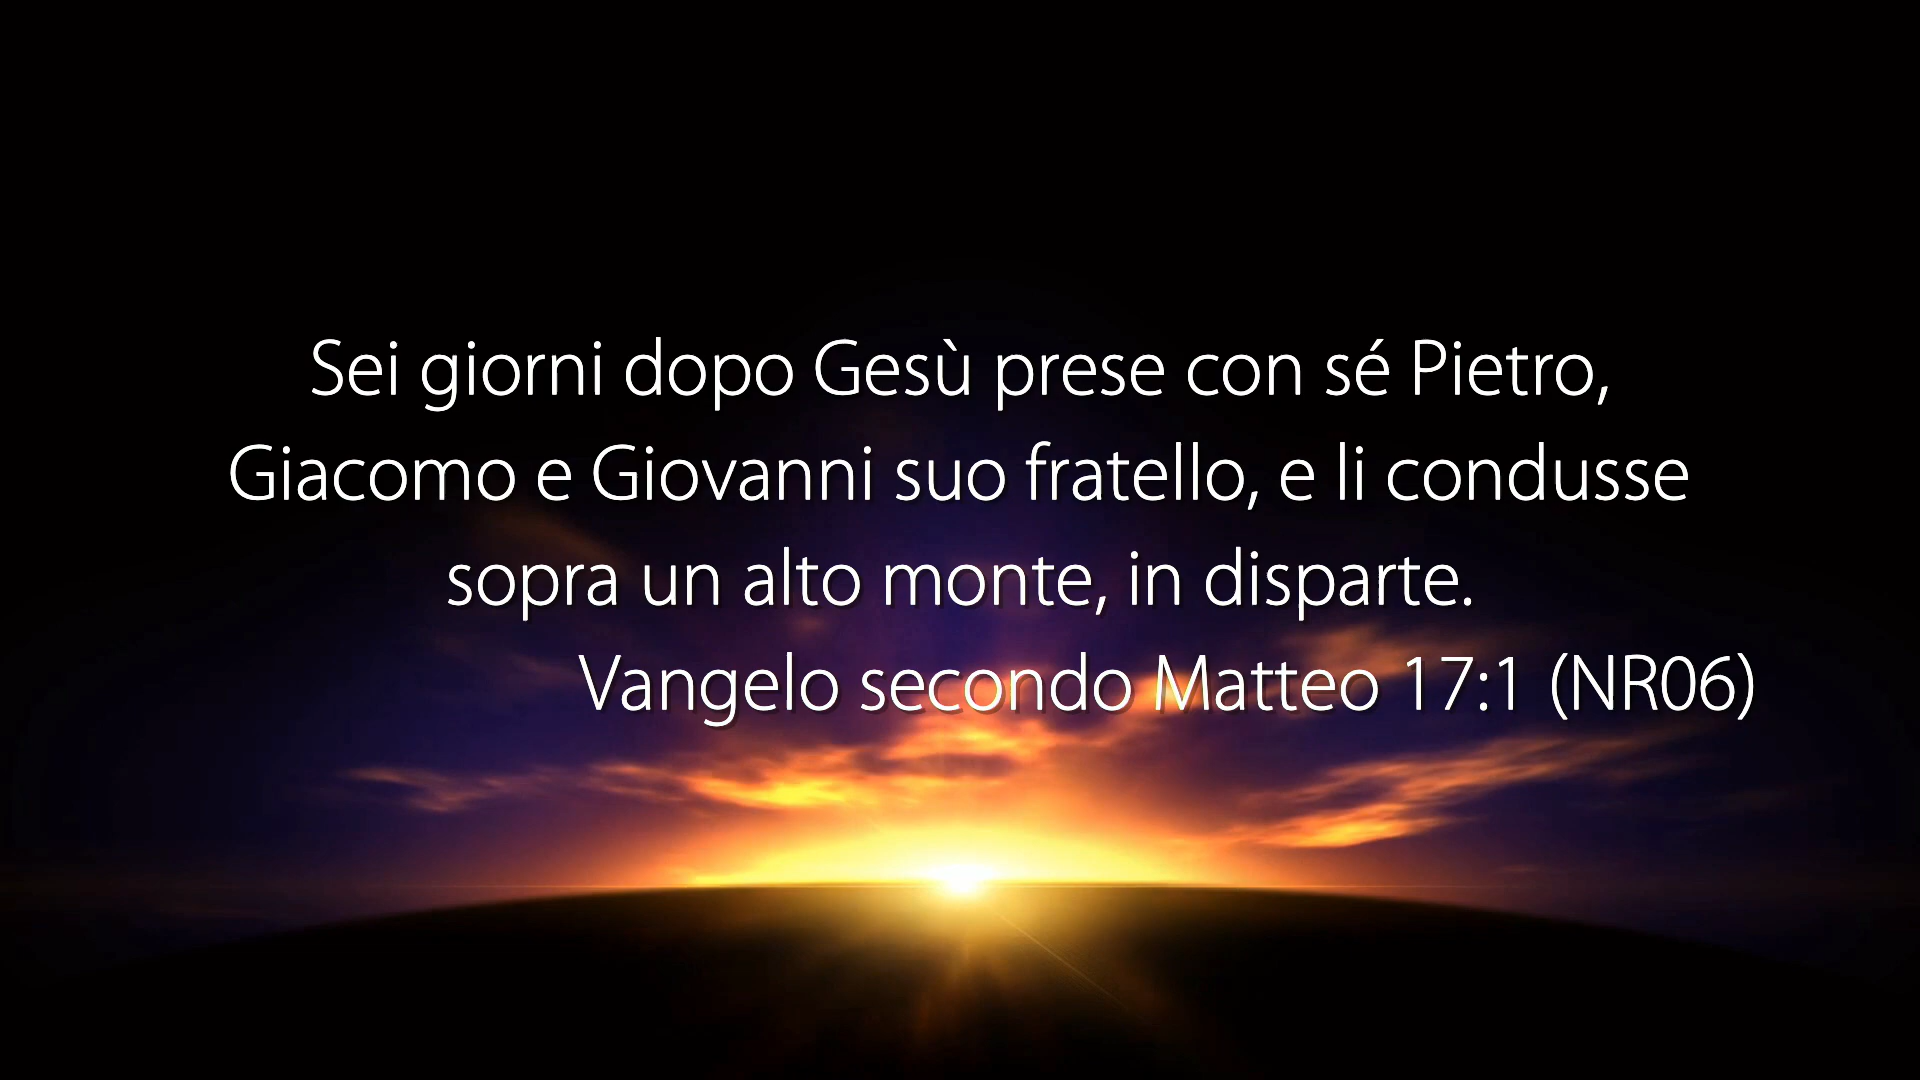 Sei giorni dopo Gesù prese con sé Pietro,
Giacomo e Giovanni suo fratello, e li condusse
sopra un alto monte, in disparte.
Vangelo secondo Matteo 17:1 (NR06)